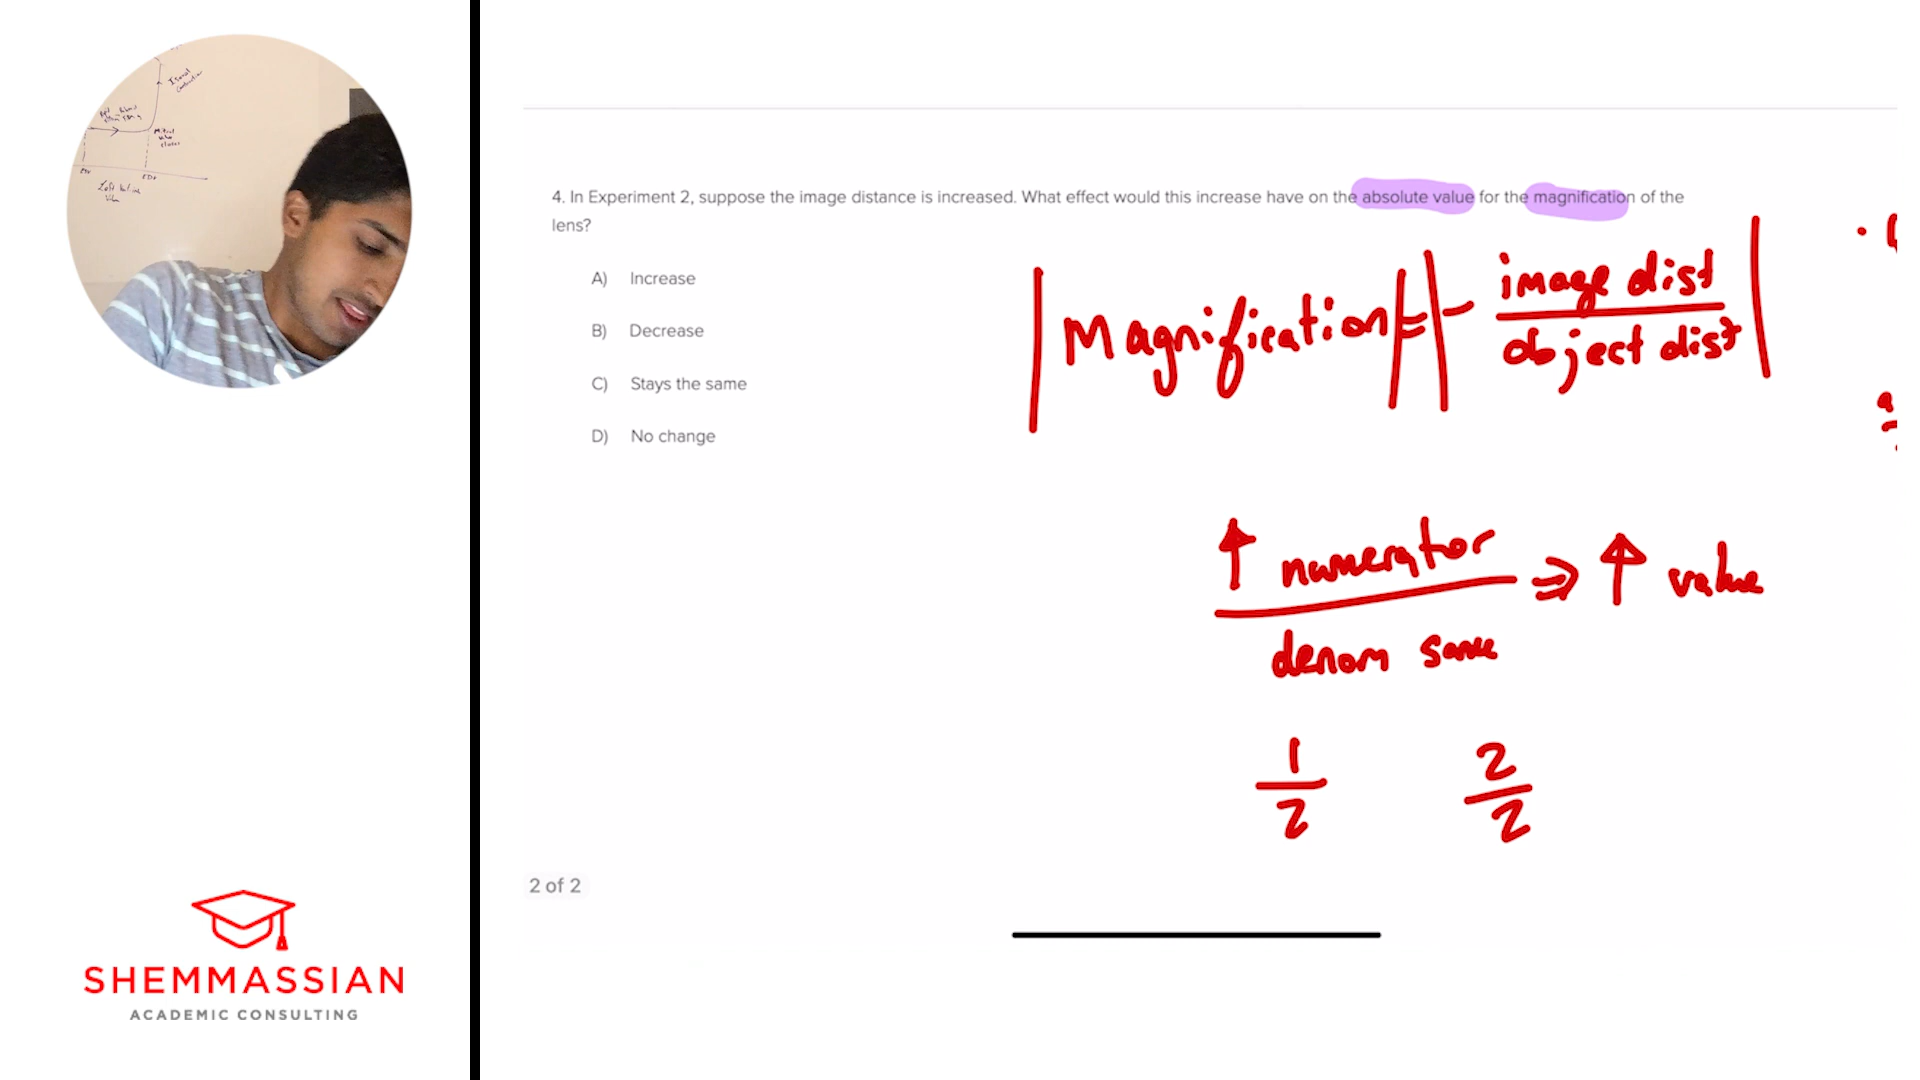 4. In Experiment 2, suppose the image distance is increased. What effect would this increase have on the absolute value for the magnification of the
lens?
A) Increase
B) Decrease
C) Stays the same
D) No change
|Magnification| = |- image dist
object dist|
↑ numerator ⇒ ↑ value
denom same
1 2
2 2
2 of 2
Mitral
SHEMMASSIAN
ACADEMIC CONSULTING